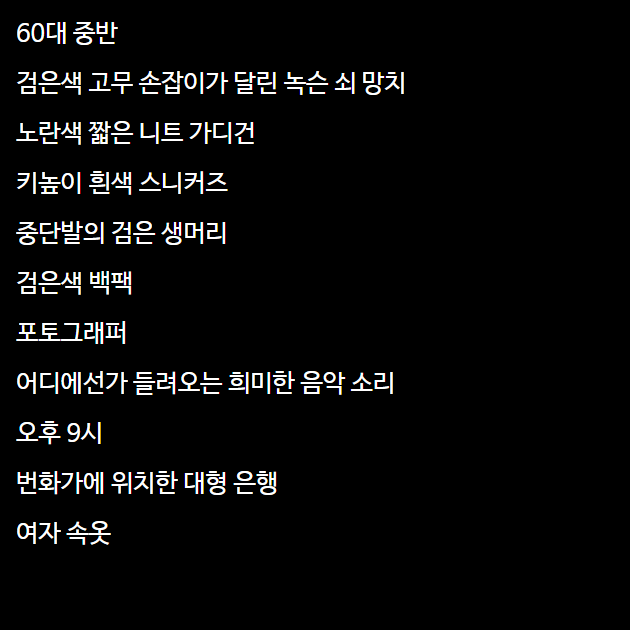 60대 중반
검은색 고무 손잡이가 달린 녹슨 쇠 망치
노란색 짧은 니트 가디건
키높이 흰색 스니커즈
중단발의 검은 생머리
검은색 백팩
포토그래퍼
어디에선가 들려오는 희미한 음악 소리
오후 9시
번화가에 위치한 대형 은행
여자 속옷